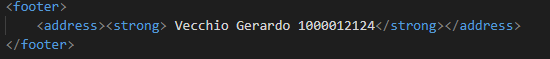 <footer>
<address><strong> Vecchio Gerardo 1000012124</strong></address>
</footer>